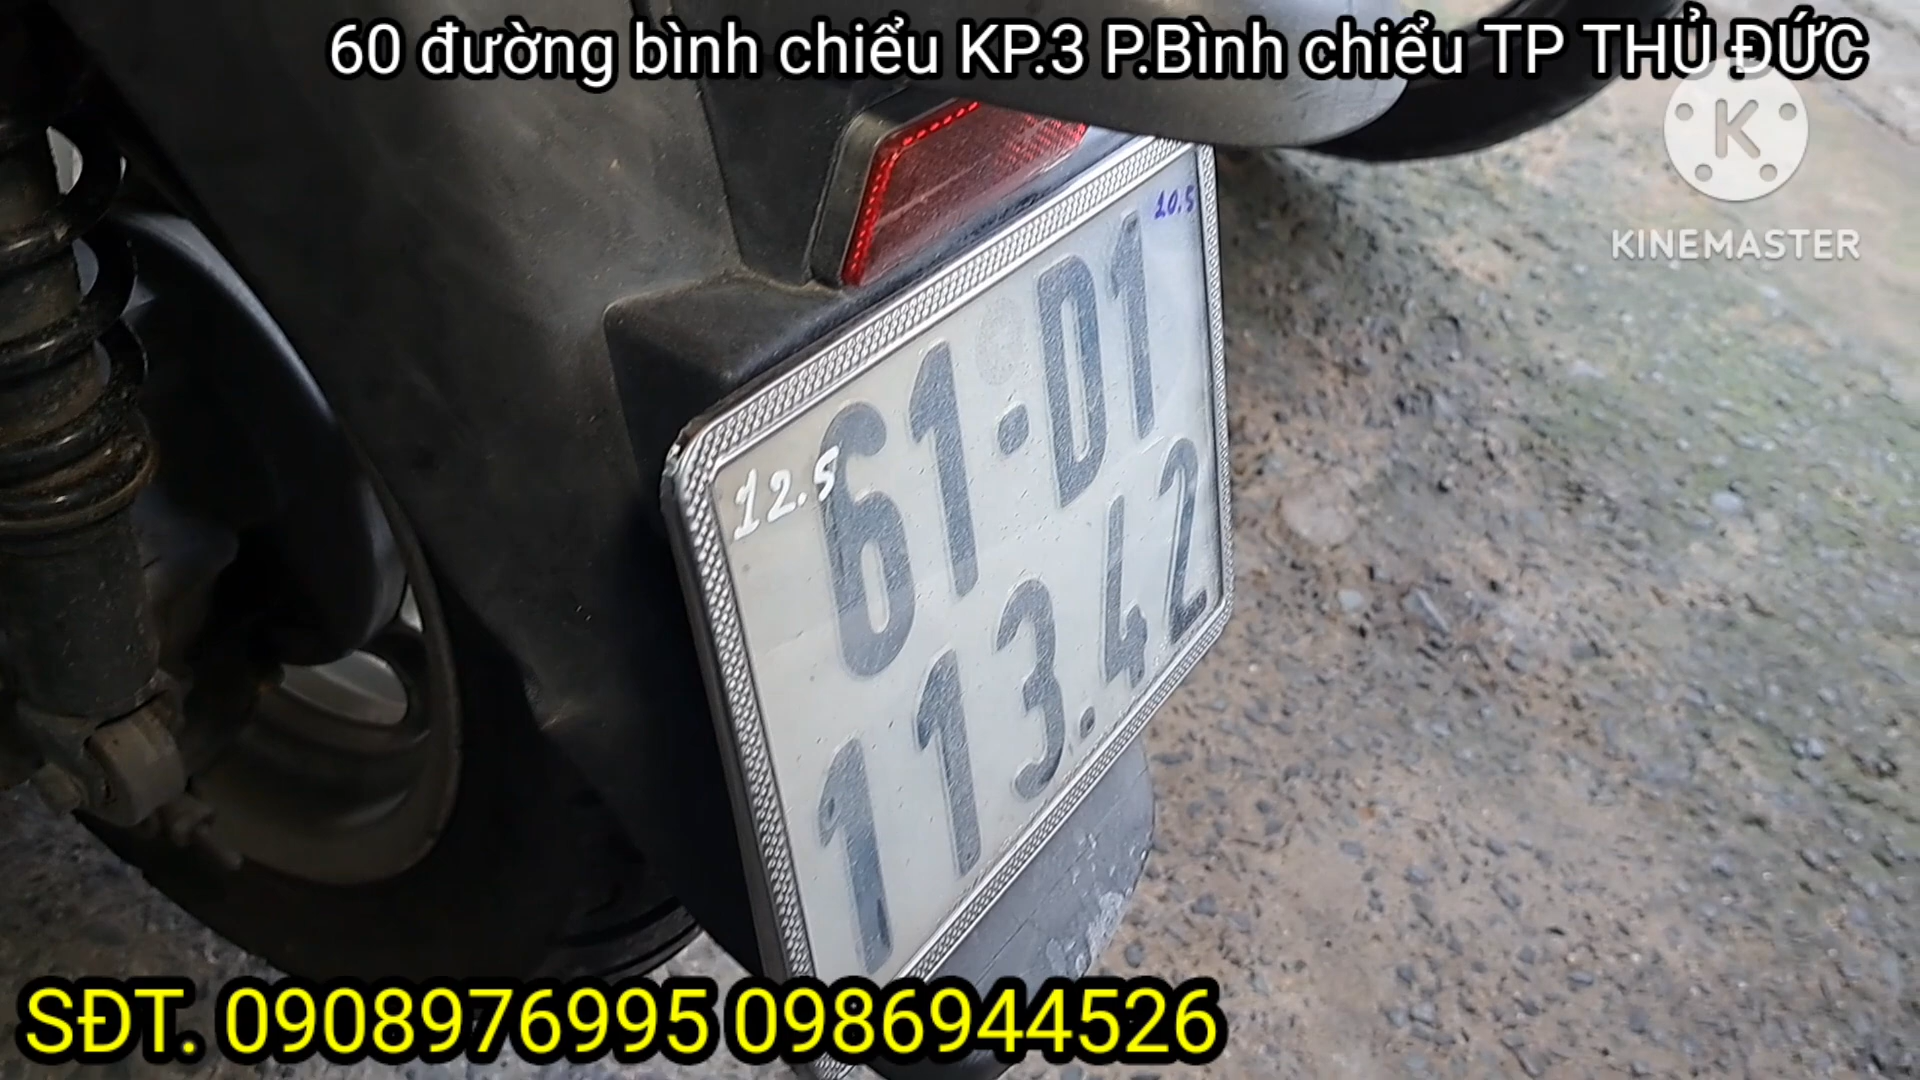 60 đường bình chiểu KP.3 P.Bình chiểu TP THỦ ĐỨC
K
KINEMASTER
10.5
12.5
61-D1
113.42
SĐT. 0908976995 0986944526